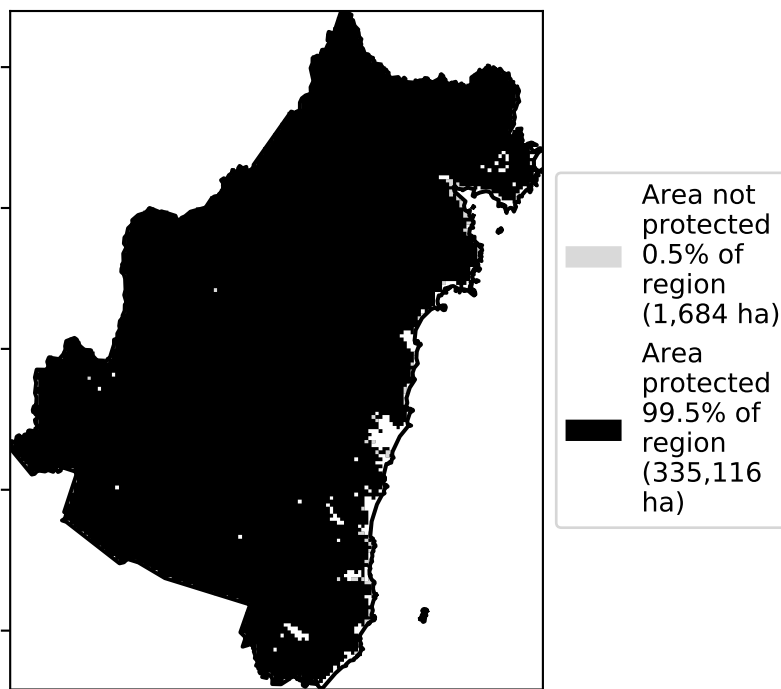 Area not
protected
0.5% of
region
(1,684 ha)
Area
protected
99.5% of
region
(335,116
ha)